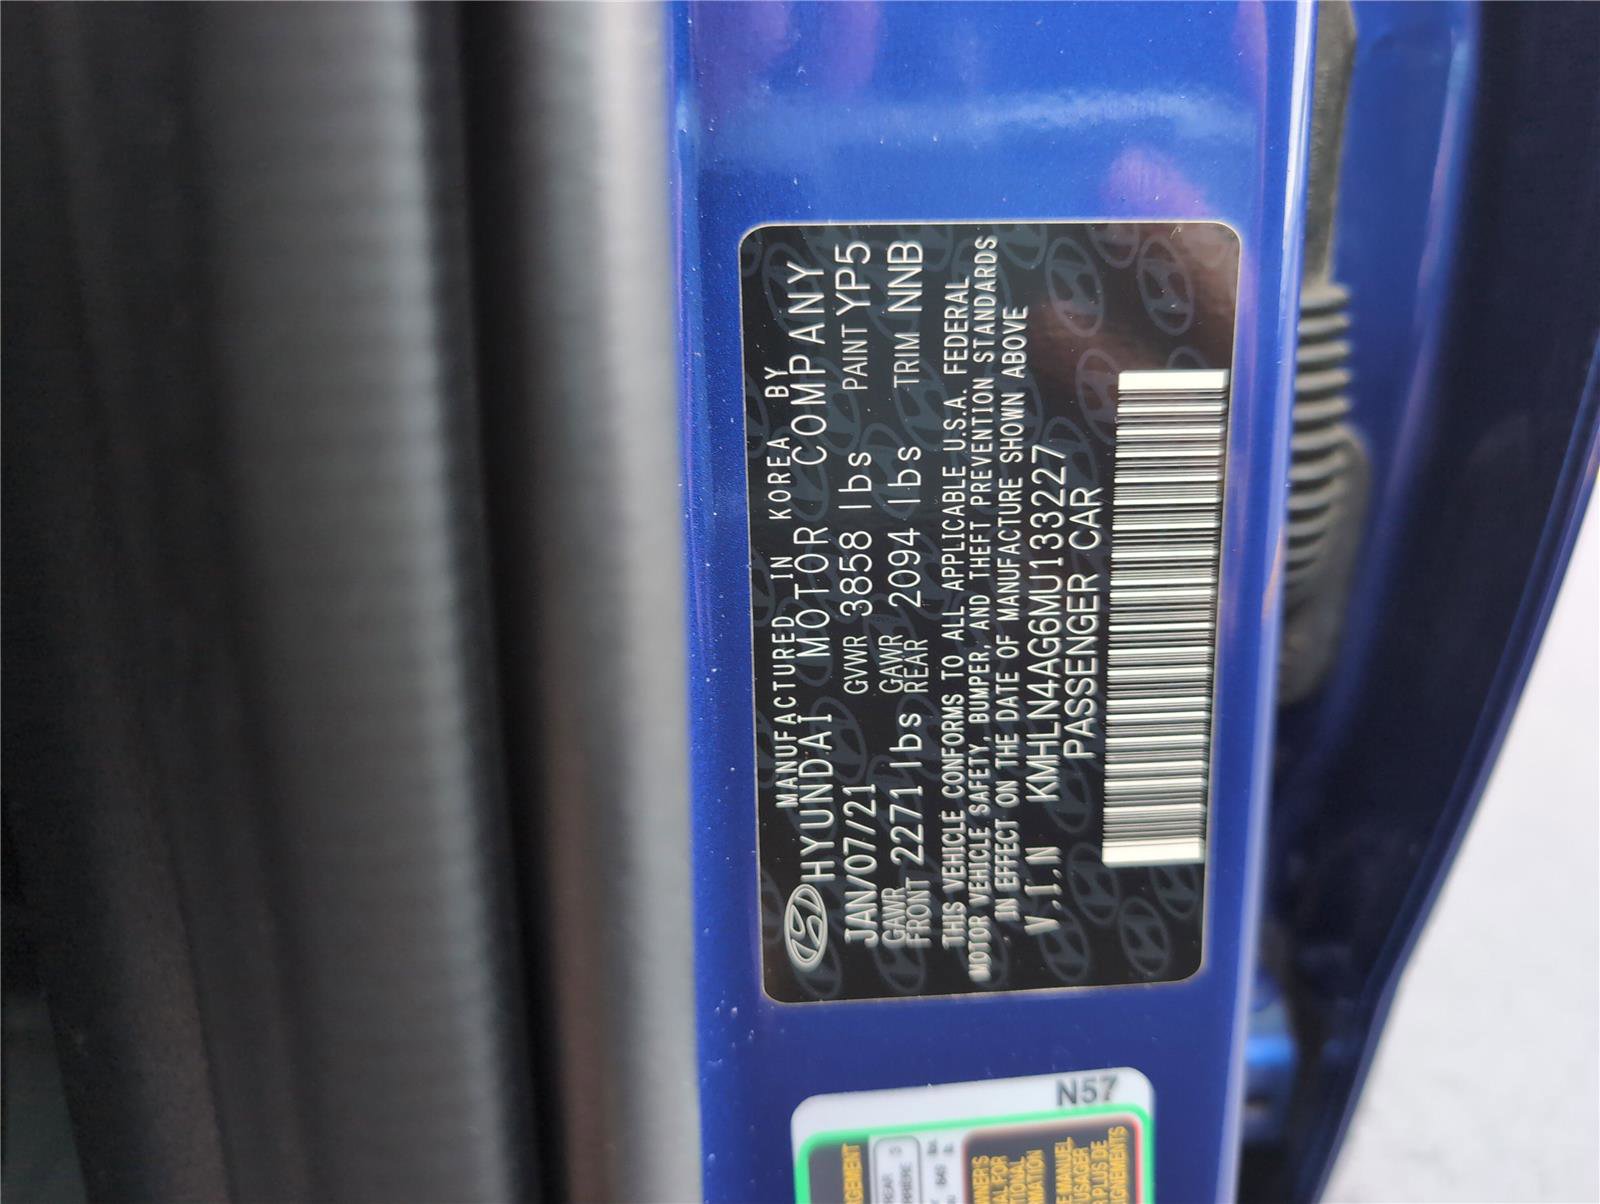 MANUFACTURED IN KOREA BY
HYUNDAI MOTOR COMPANY
JAN/07/21 GVWR 3858 lbs PAINT YP5
GAWR FRONT 2271 lbs GAWR REAR 2094 lbs TRIM NNB
THIS VEHICLE CONFORMS TO ALL APPLICABLE U.S.A. FEDERAL
MOTOR VEHICLE SAFETY, BUMPER, AND THEFT PREVENTION STANDARDS
IN EFFECT ON THE DATE OF MANUFACTURE SHOWN ABOVE
V.I.N KMHLN4AG6MU133227
PASSENGER CAR
N57